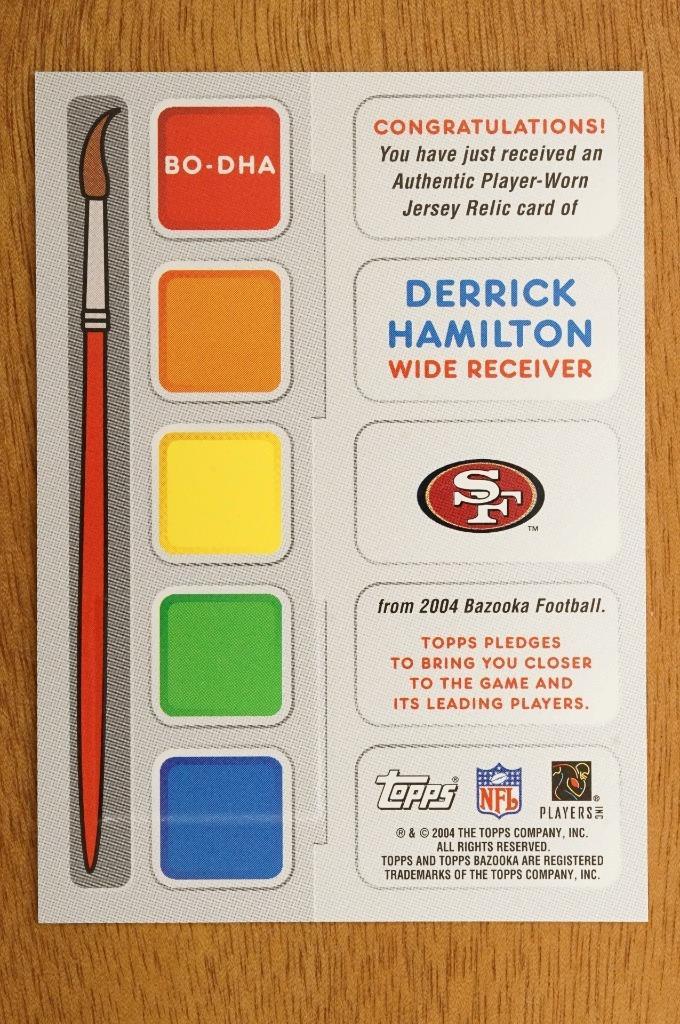 BO-DHA
CONGRATULATIONS!
You have just received an
Authentic Player-Worn
Jersey Relic card of
DERRICK
HAMILTON
WIDE RECEIVER
SF
TM
from 2004 Bazooka Football.
TOPPS PLEDGES
TO BRING YOU CLOSER
TO THE GAME AND
ITS LEADING PLAYERS.
topps®
NFL
PLAYERS INC ®
® & © 2004 THE TOPPS COMPANY, INC.
ALL RIGHTS RESERVED.
TOPPS AND TOPPS BAZOOKA ARE REGISTERED
TRADEMARKS OF THE TOPPS COMPANY, INC.